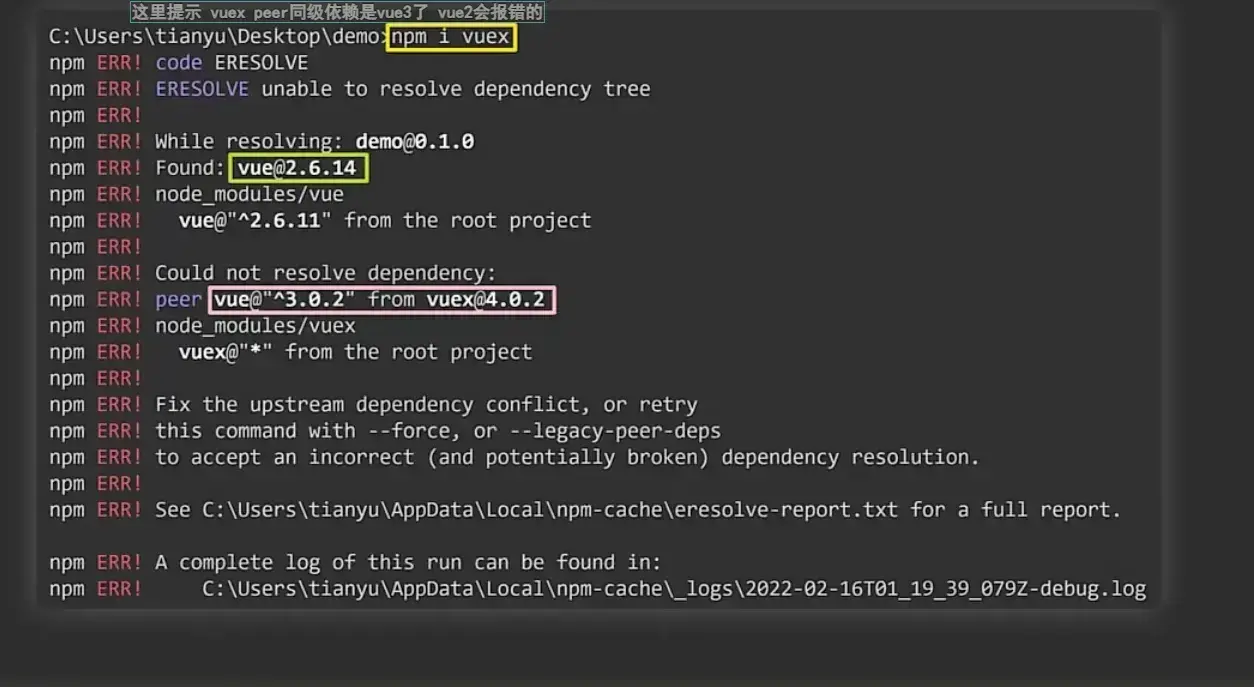 这里提示 vuex peer同级依赖是vue3了 vue2会报错的
C:\Users\tianyu\Desktop\demo>npm i vuex
npm ERR! code ERESOLVE
npm ERR! ERESOLVE unable to resolve dependency tree
npm ERR!
npm ERR! While resolving: demo@0.1.0
npm ERR! Found: vue@2.6.14
npm ERR! node_modules/vue
npm ERR!   vue@"^2.6.11" from the root project
npm ERR!
npm ERR! Could not resolve dependency:
npm ERR! peer vue@"^3.0.2" from vuex@4.0.2
npm ERR! node_modules/vuex
npm ERR!   vuex@"*" from the root project
npm ERR!
npm ERR! Fix the upstream dependency conflict, or retry
npm ERR! this command with --force, or --legacy-peer-deps
npm ERR! to accept an incorrect (and potentially broken) dependency resolution.
npm ERR!
npm ERR! See C:\Users\tianyu\AppData\Local\npm-cache\eresolve-report.txt for a full report.
npm ERR! A complete log of this run can be found in:
npm ERR!     C:\Users\tianyu\AppData\Local\npm-cache\_logs\2022-02-16T01_19_39_079Z-debug.log